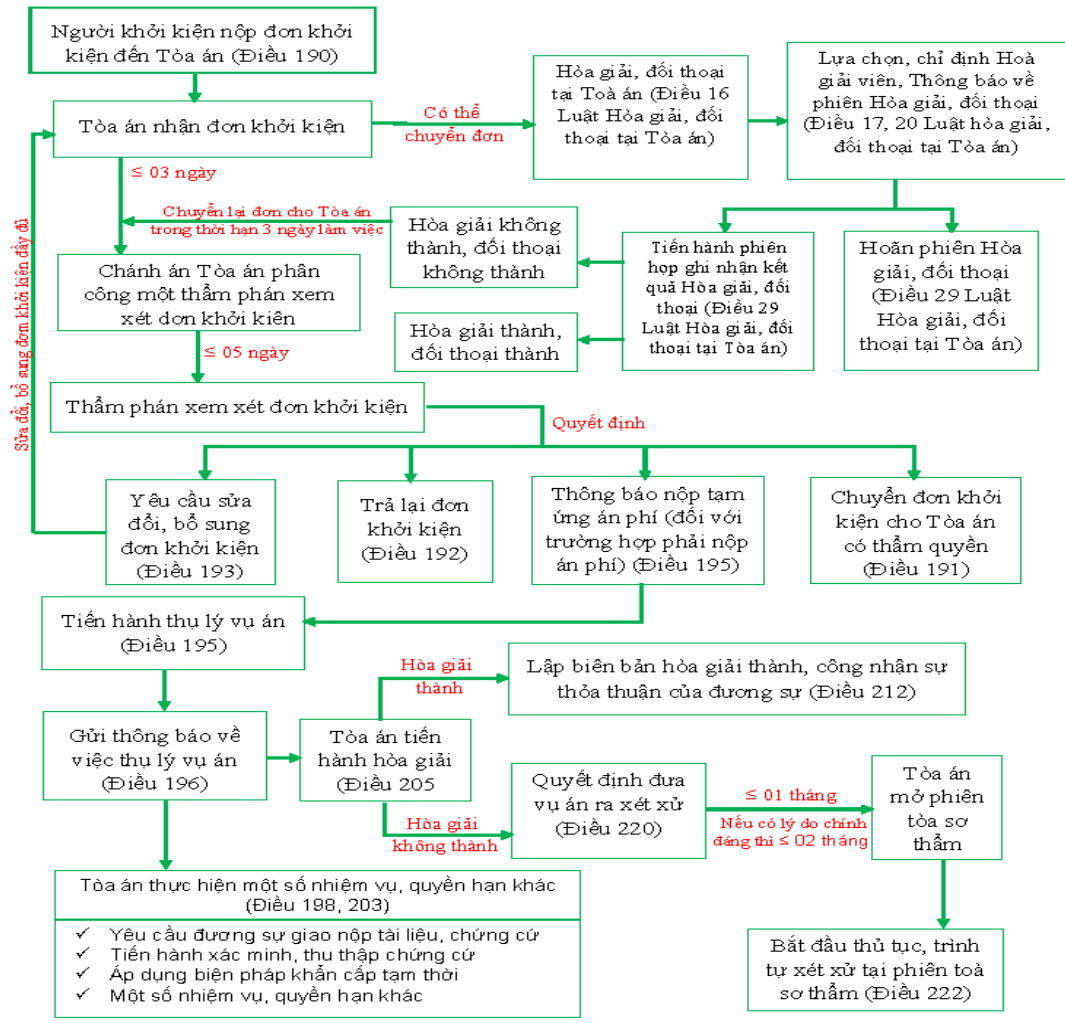 Người khởi kiện nộp đơn khởi
kiện đến Tòa án (Điều 190)
Tòa án nhận đơn khởi kiện
Có thể
chuyển đơn
Hòa giải, đối thoại
tại Toà án (Điều 16
Luật Hòa giải, đối
thoại tại Tòa án)
Lựa chọn, chỉ định Hoà
giải viên, Thông báo về
phiên Hòa giải, đối thoại
(Điều 17, 20 Luật hòa giải,
đối thoại tại Tòa án)
≤ 03 ngày
Chuyển lại đơn cho Tòa án
trong thời hạn 3 ngày làm việc
Hòa giải không
thành, đối thoại
không thành
Tiến hành phiên
họp ghi nhận kết
quả Hòa giải, đối
thoại (Điều 29
Luật Hòa giải, đối
thoại tại Tòa án)
Hoãn phiên Hòa
giải, đối thoại
(Điều 29 Luật
Hòa giải, đối
thoại tại Tòa án)
Hòa giải thành,
đối thoại thành
Chánh án Tòa án phân
công một thẩm phán xem
xét dơn khởi kiên
≤ 05 ngày
Thẩm phán xem xét đơn khởi kiện
Quyết định
Sửa đổi, bổ sung đơm khởi kiện đầy đủ
Yêu cầu sửa
đổi, bổ sung
đơn khởi kiện
(Điều 193)
Trả lại đơn
khởi kiện
(Điều 192)
Thông báo nộp tạm
ứng án phí (đối với
trường hợp phải nộp
án phí) (Điều 195)
Chuyển đơn khởi
kiện cho Tòa án
có thẩm quyền
(Điều 191)
Tiến hành thụ lý vụ án
(Điều 195)
Gửi thông báo về
việc thụ lý vụ án
(Điều 196)
Tòa án tiến
hành hòa giải
(Điều 205
Hòa giải
thành
Lập biên bản hòa giải thành, công nhận sự
thỏa thuận của đương sự (Điều 212)
Hòa giải
không thành
Quyết định đưa
vụ án ra xét xử
(Điều 220)
≤ 01 tháng
Nếu có lý do chính
đáng thì ≤ 02 tháng
Tòa án
mở phiên
tòa sơ
thẩm
Bắt đầu thủ tục, trình
tự xét xử tại phiên toà
sơ thẩm (Điều 222)
Tòa án thực hiện một số nhiệm vụ, quyền hạn khác
(Điều 198, 203)
✓ Yêu cầu đương sự giao nộp tài liệu, chứng cứ
✓ Tiến hành xác minh, thu thập chứng cứ
✓ Áp dụng biện pháp khẩn cấp tạm thời
✓ Một số nhiệm vụ, quyền hạn khác